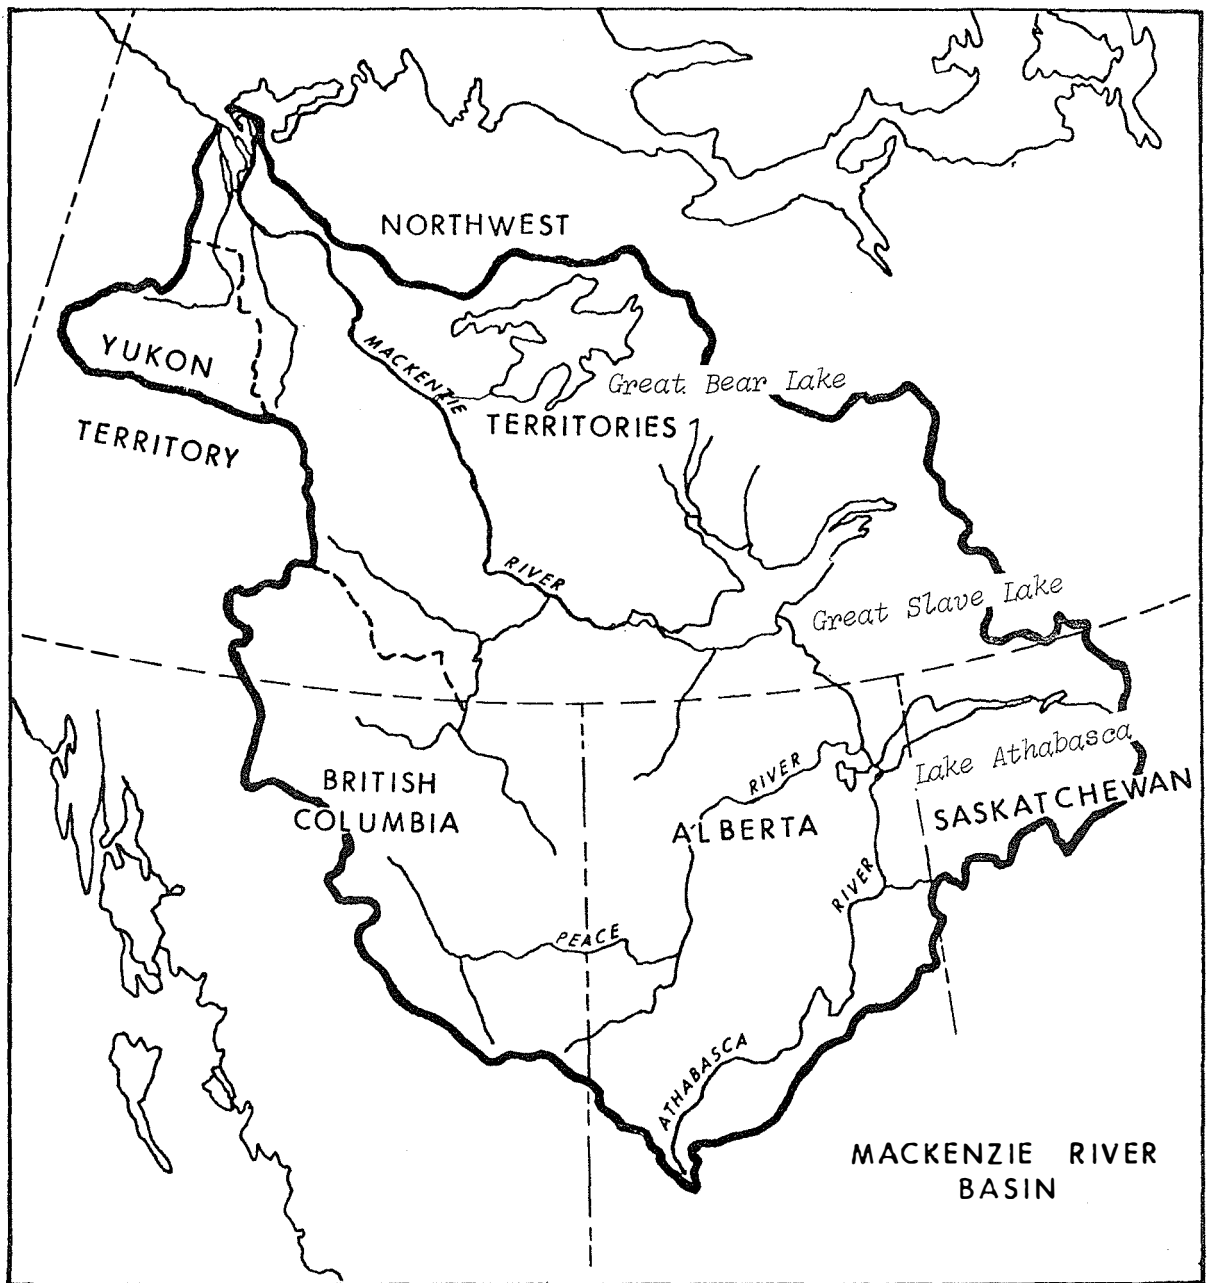 NORTHWEST
YUKON
TERRITORY
MACKENZIE
Great Bear Lake
TERRITORIES
RIVER
Great Slave Lake
BRITISH
COLUMBIA
RIVER
ALBERTA
Lake Athabasca
SASKATCHEWAN
RIVER
PEACE
ATHABASCA
MACKENZIE RIVER
BASIN